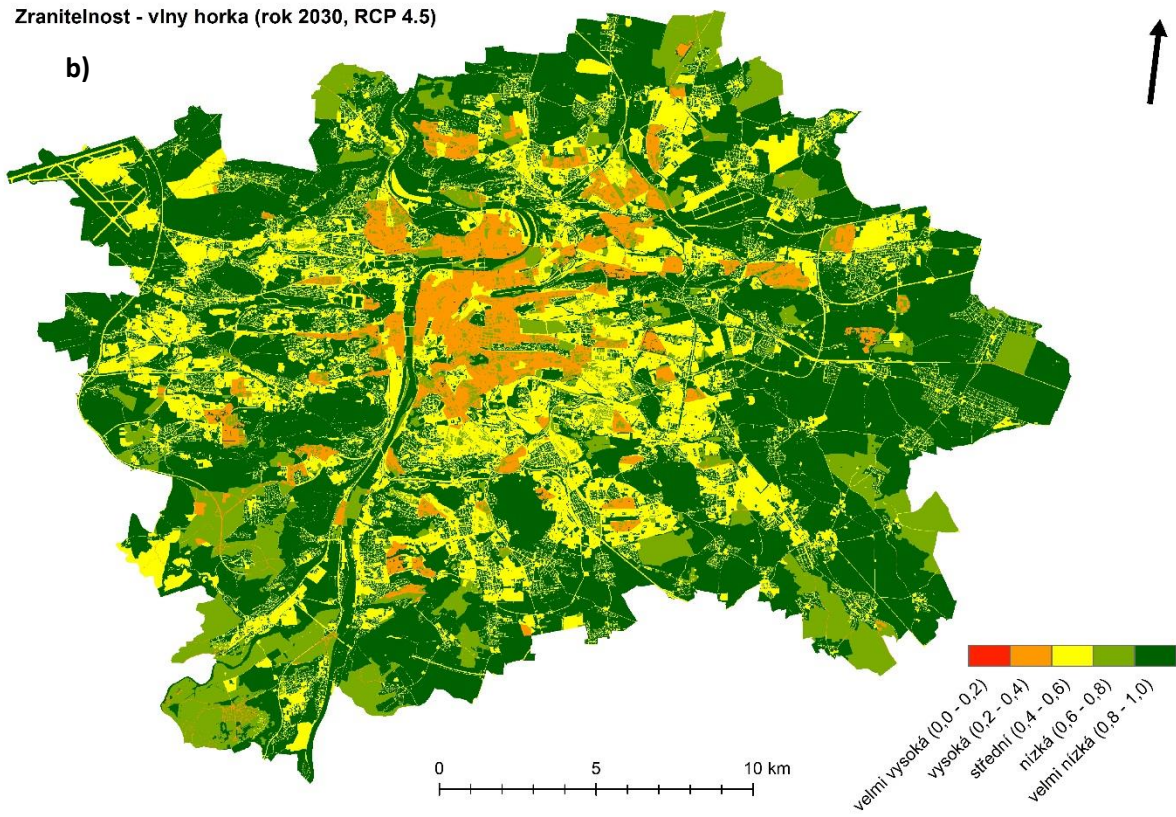 Zranitelnost - vlny horka (rok 2030, RCP 4.5)
b)
velmi vysoká (0,0 - 0,2)
vysoká (0,2 - 0,4)
střední (0,4 - 0,6)
nízká (0,6 - 0,8)
velmi nízká (0,8 - 1,0)
0 5 10 km